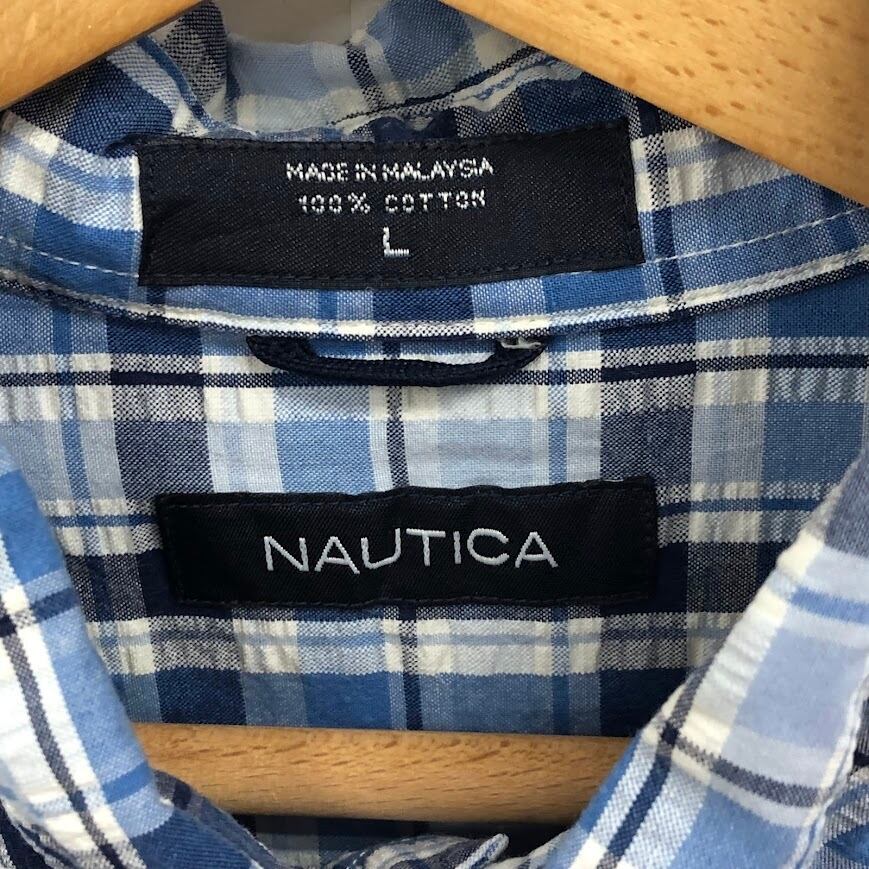 MADE IN MALAYSIA
100% COTTON
L
NAUTICA